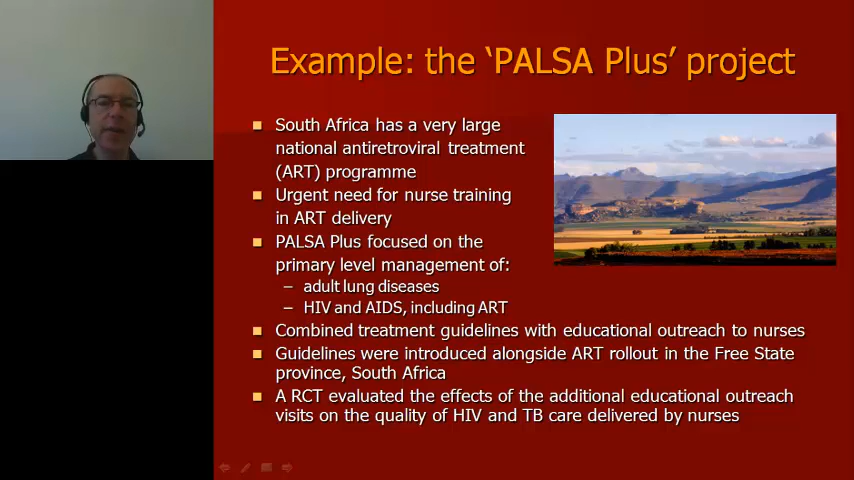 Example: the ‘PALSA Plus’ project
South Africa has a very large
national antiretroviral treatment
(ART) programme
Urgent need for nurse training
in ART delivery
PALSA Plus focused on the
primary level management of:
– adult lung diseases
– HIV and AIDS, including ART
Combined treatment guidelines with educational outreach to nurses
Guidelines were introduced alongside ART rollout in the Free State
province, South Africa
A RCT evaluated the effects of the additional educational outreach
visits on the quality of HIV and TB care delivered by nurses